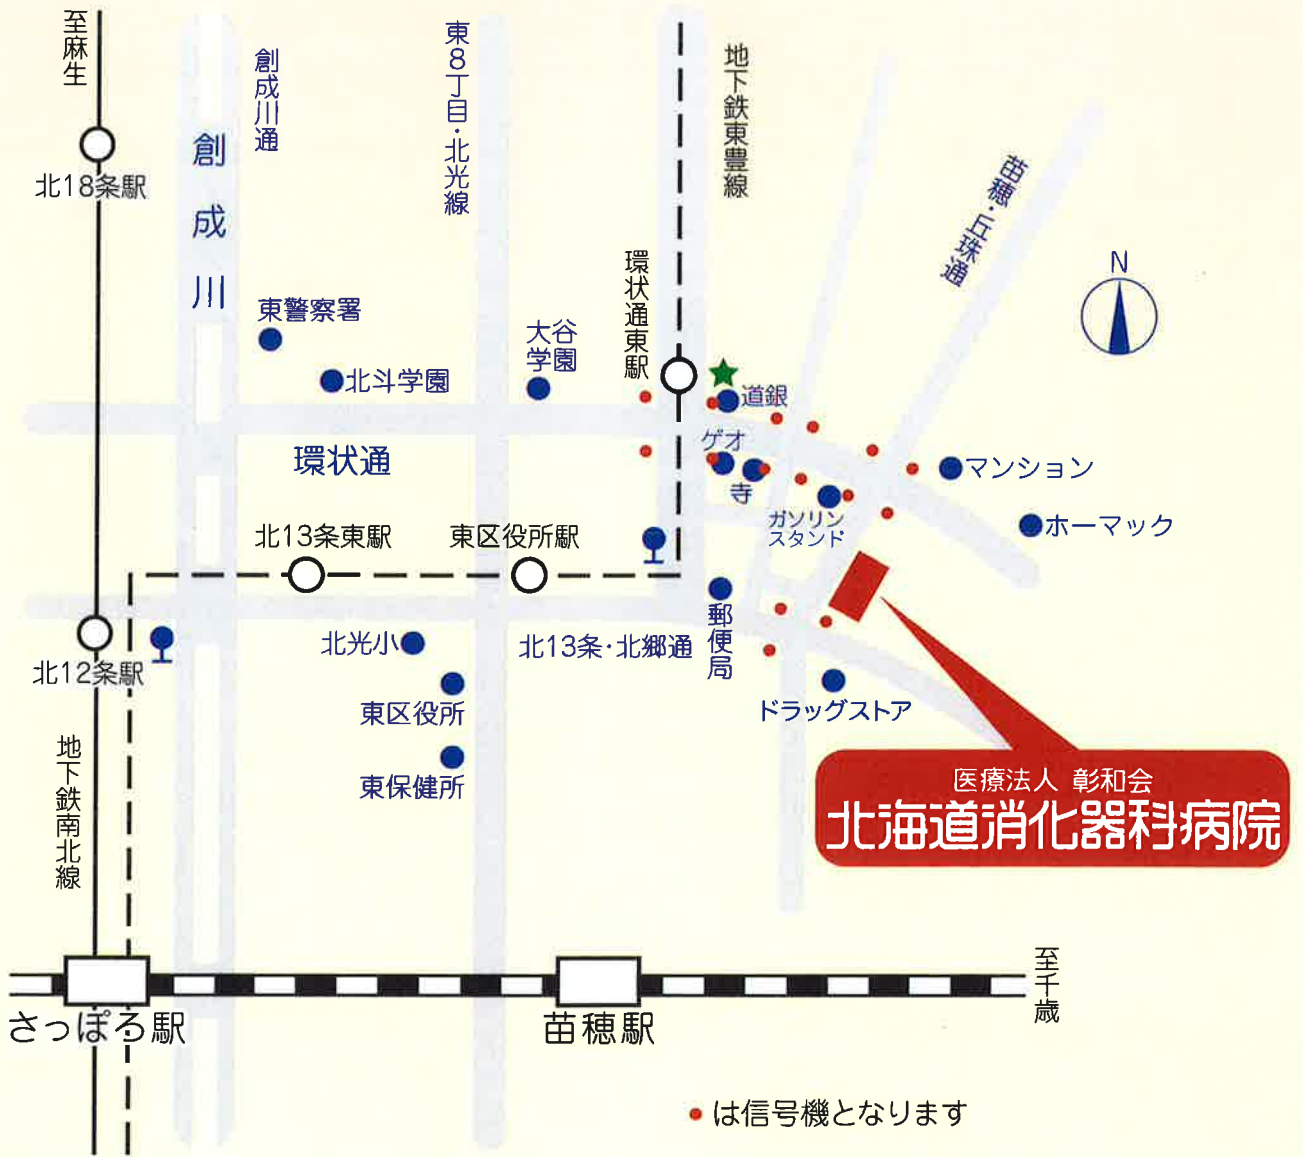 至麻生
北18条駅
創成川
創成川通
東8丁目・北光線
地下鉄東豊線
苗穂・丘珠通
N
環状通東駅
東警察署
北斗学園
大谷
学園
道銀
環状通
ゲオ
寺
マンション
ガソリン
スタンド
ホーマック
北13条東駅
東区役所駅
北12条駅
北光小
北13条・北郷通
郵便局
東区役所
ドラッグストア
東保健所
地下鉄南北線
医療法人 彰和会
北海道消化器科病院
至千歳
さっぽろ駅
苗穂駅
は信号機となります